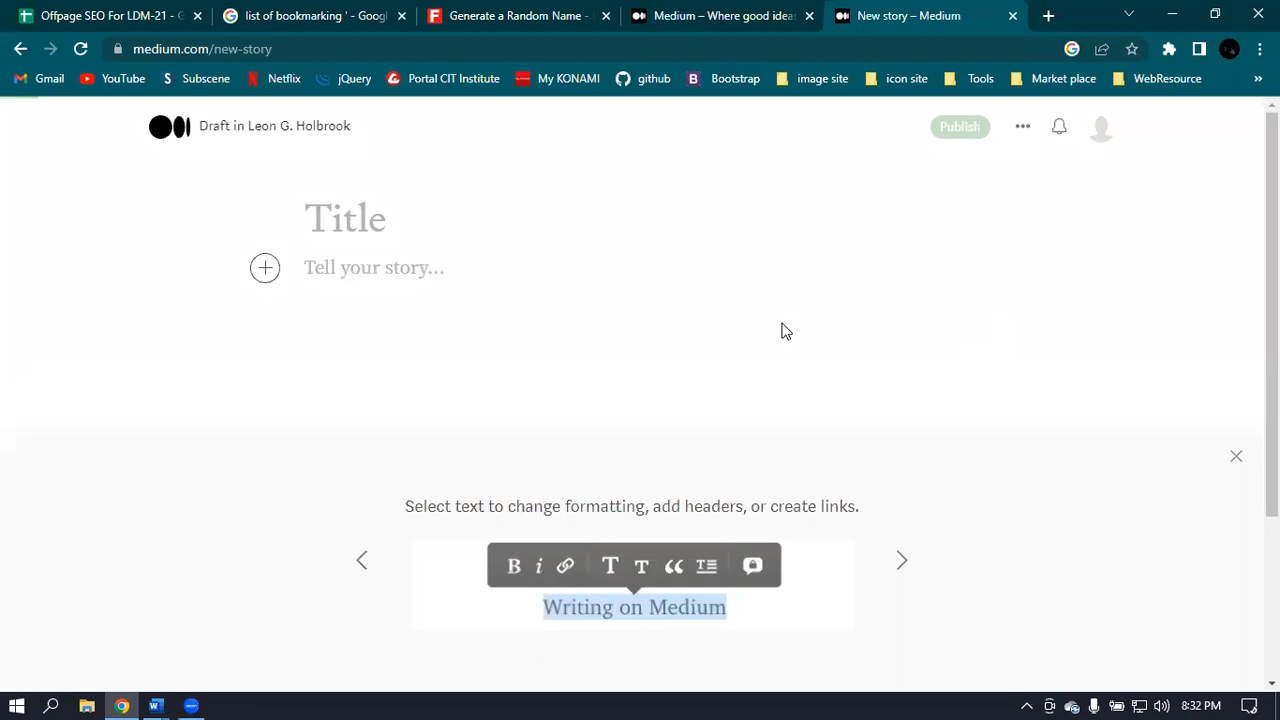 Offpage SEO For LDM-21 - G
list of bookmarking ' - Googl
Generate a Random Name -
Medium – Where good ideas
New story – Medium
medium.com/new-story
Gmail
YouTube
Subscene
Netflix
jQuery
Portal CIT Institute
My KONAMI
github
Bootstrap
image site
icon site
Tools
Market place
WebResource
Draft in Leon G. Holbrook
Publish
Title
Tell your story...
Select text to change formatting, add headers, or create links.
B i T T
Writing on Medium
8:32 PM